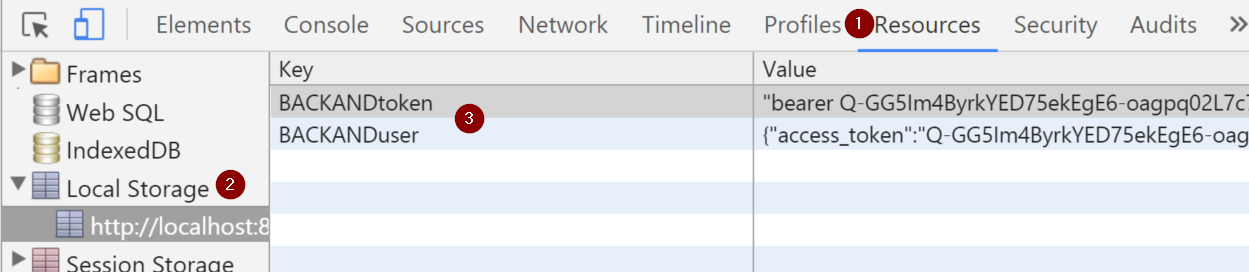 Elements Console Sources Network Timeline Profiles 1 Resources Security Audits »
Frames
Web SQL
IndexedDB
Local Storage 2
http://localhost:8
Session Storage
Key Value
BACKANDtoken "bearer Q-GG5Im4ByrkYED75ekEgE6-oagpq02L7c7
3
BACKANDuser {"access_token":"Q-GG5Im4ByrkYED75ekEgE6-oag